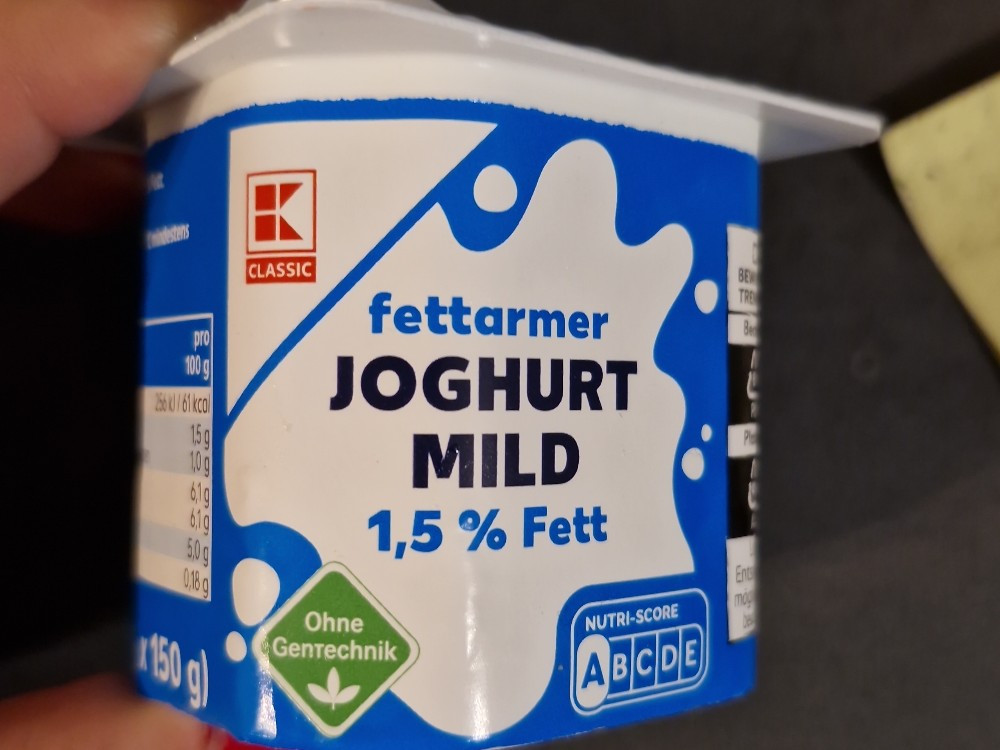 K
CLASSIC
fettarmer
JOGHURT
MILD
1,5 % Fett
Ohne
GenTechnik
NUTRI-SCORE
A B C D E
mindestens
pro
100 g
256 kJ / 61 kcal
1,5 g
1,0 g
6,1 g
6,1 g
5,0 g
0,18 g
x 150 g)